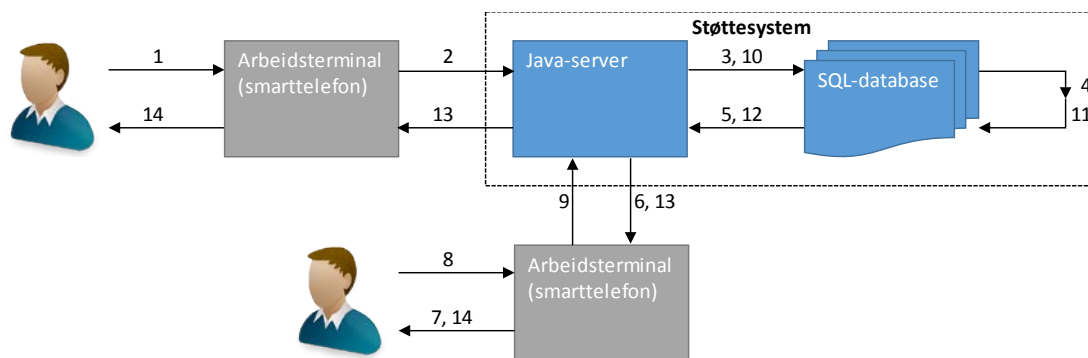 Støttesystem
1
Arbeidsterminal
(smarttelefon)
2
Java-server
3, 10
SQL-database
4
11
14
13
5, 12
9
6, 13
8
Arbeidsterminal
(smarttelefon)
7, 14